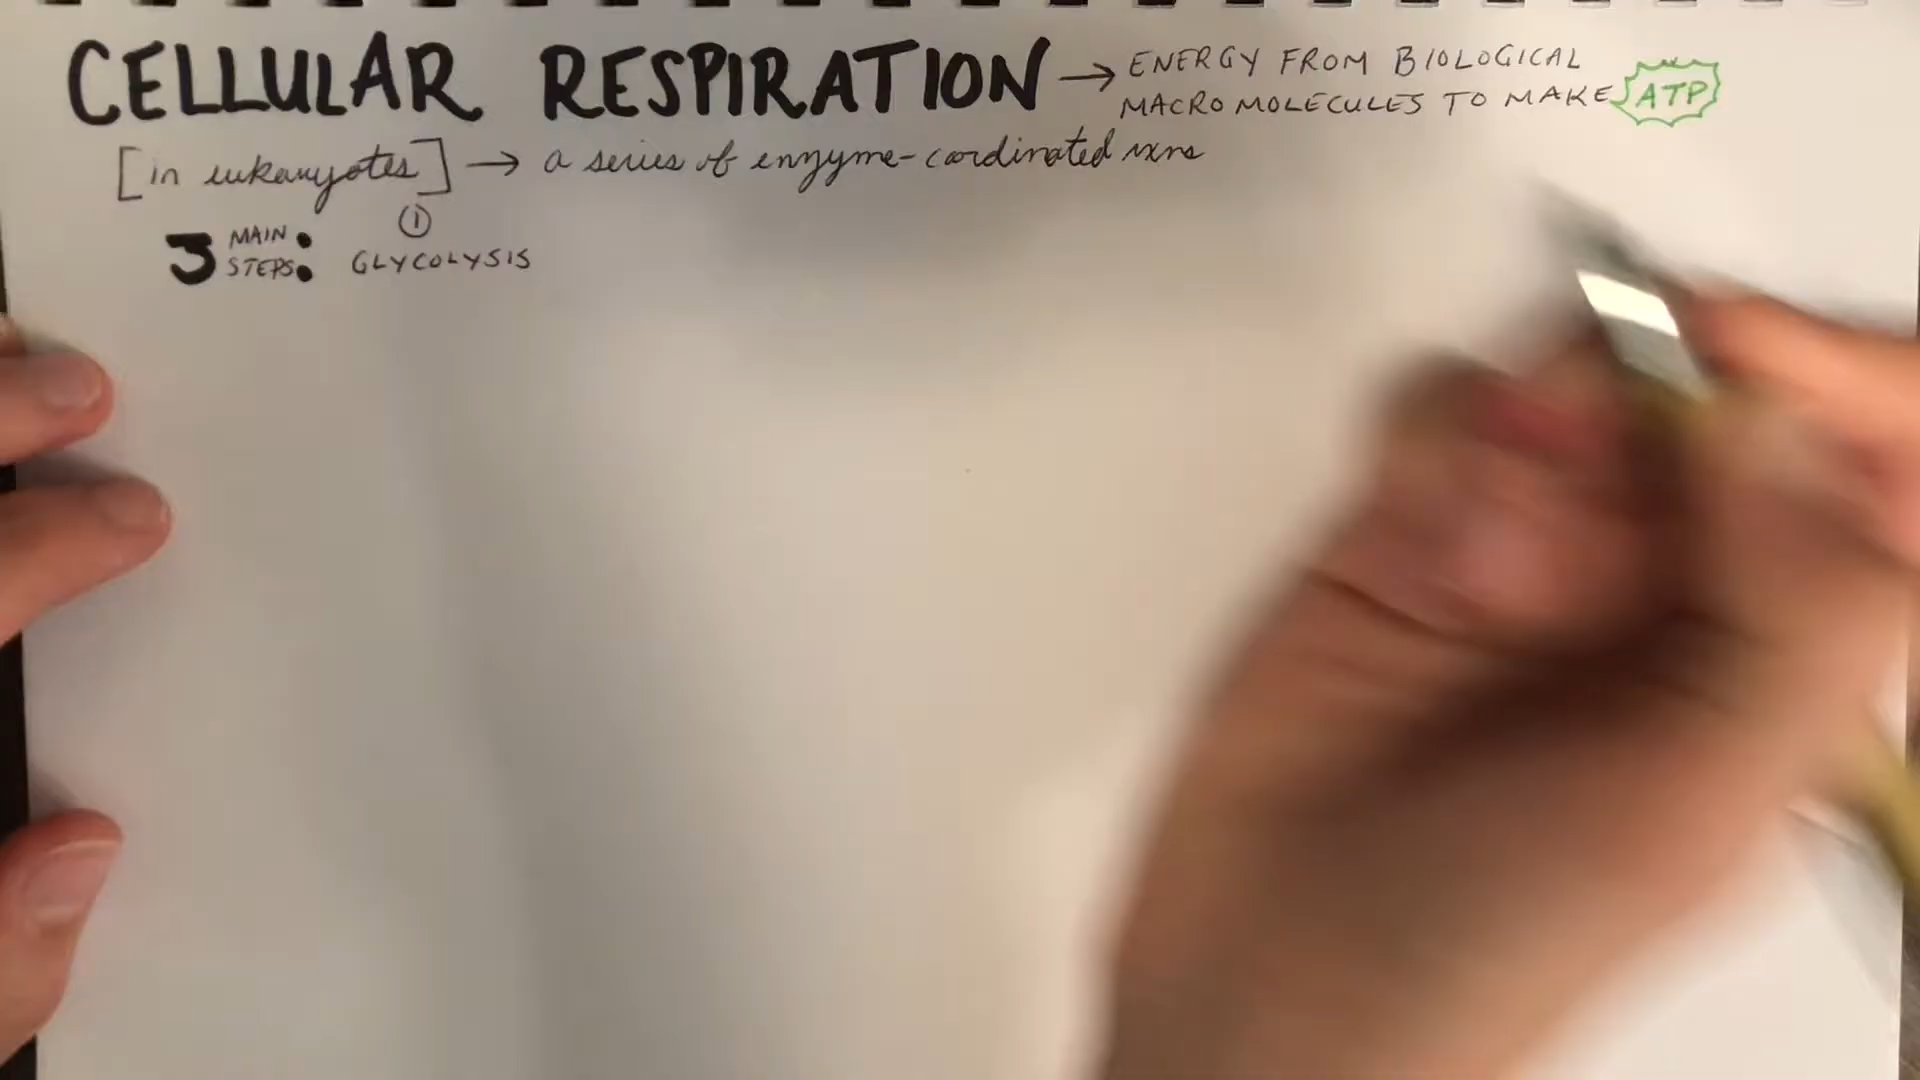 CELLULAR RESPIRATION → ENERGY FROM BIOLOGICAL
MACROMOLECULES TO MAKE ATP
[in eukaryotes] → a series of enzyme-coordinated rxns
3 MAIN STEPS: ① GLYCOLYSIS